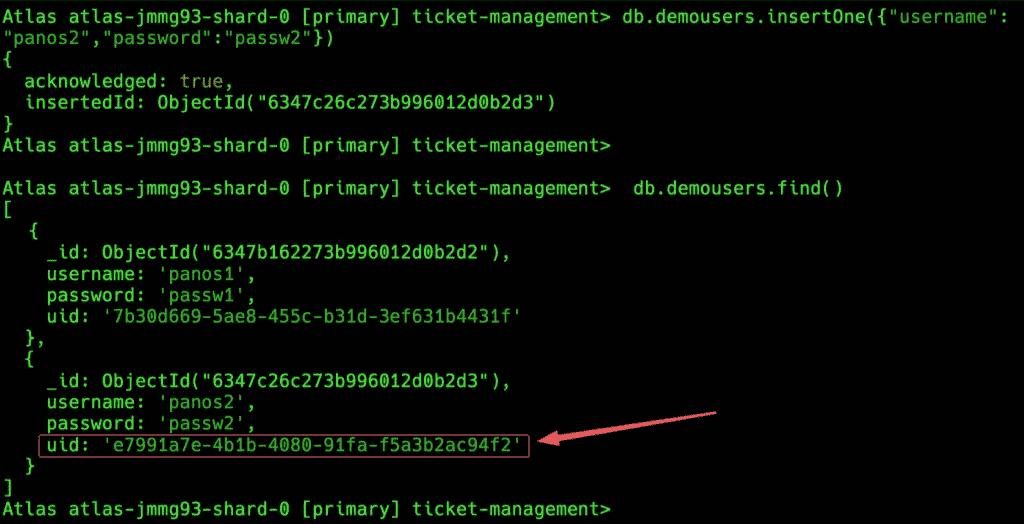 Atlas atlas-jmmg93-shard-0 [primary] ticket-management> db.demousers.insertOne({"username":
"panos2","password":"passw2"})
{
  acknowledged: true,
  insertedId: ObjectId("6347c26c273b996012d0b2d3")
}
Atlas atlas-jmmg93-shard-0 [primary] ticket-management>
Atlas atlas-jmmg93-shard-0 [primary] ticket-management>  db.demousers.find()
[
  {
    _id: ObjectId("6347b162273b996012d0b2d2"),
    username: 'panos1',
    password: 'passw1',
    uid: '7b30d669-5ae8-455c-b31d-3ef631b4431f'
  },
  {
    _id: ObjectId("6347c26c273b996012d0b2d3"),
    username: 'panos2',
    password: 'passw2',
    uid: 'e7991a7e-4b1b-4080-91fa-f5a3b2ac94f2'
  }
]
Atlas atlas-jmmg93-shard-0 [primary] ticket-management>